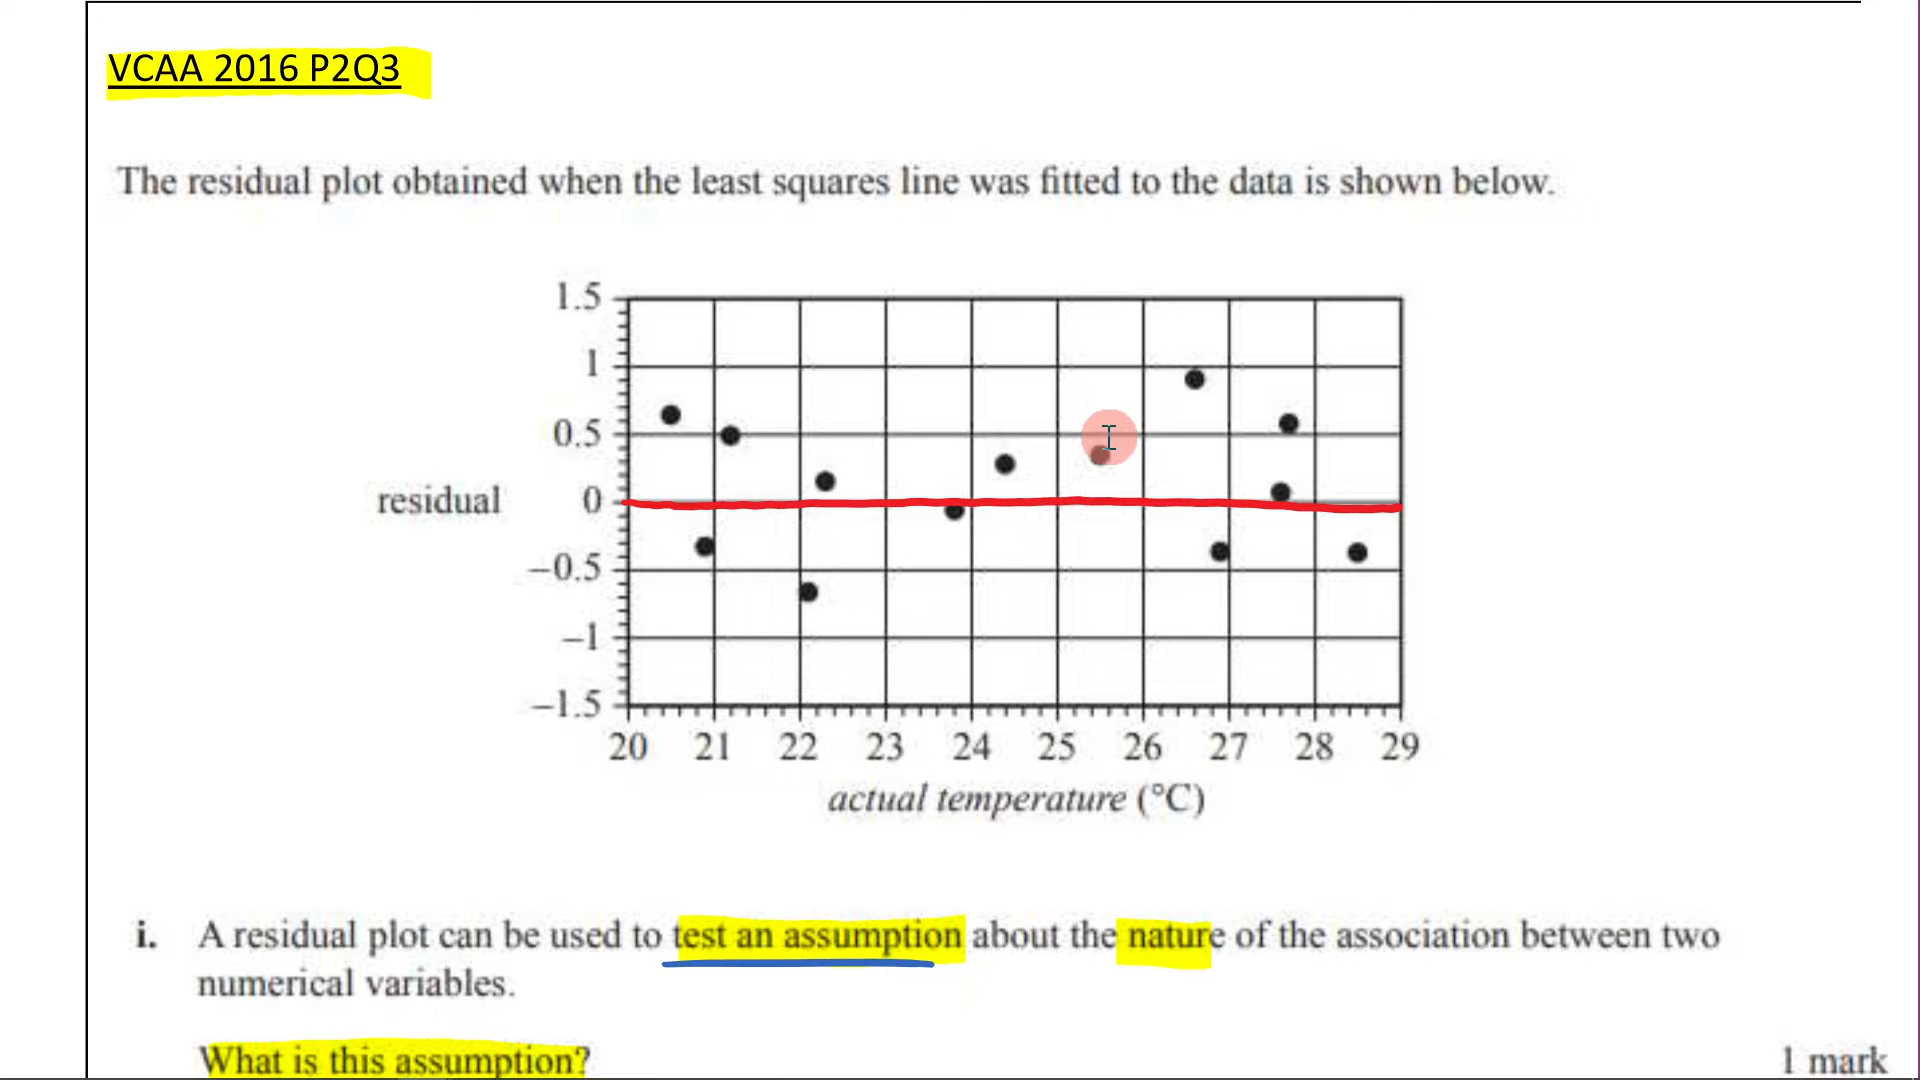 VCAA 2016 P2Q3
The residual plot obtained when the least squares line was fitted to the data is shown below.
1.5
1
0.5
residual
0
–0.5
–1
–1.5
20 21 22 23 24 25 26 27 28 29
actual temperature (°C)
i. A residual plot can be used to test an assumption about the nature of the association between two
numerical variables.
What is this assumption? 1 mark